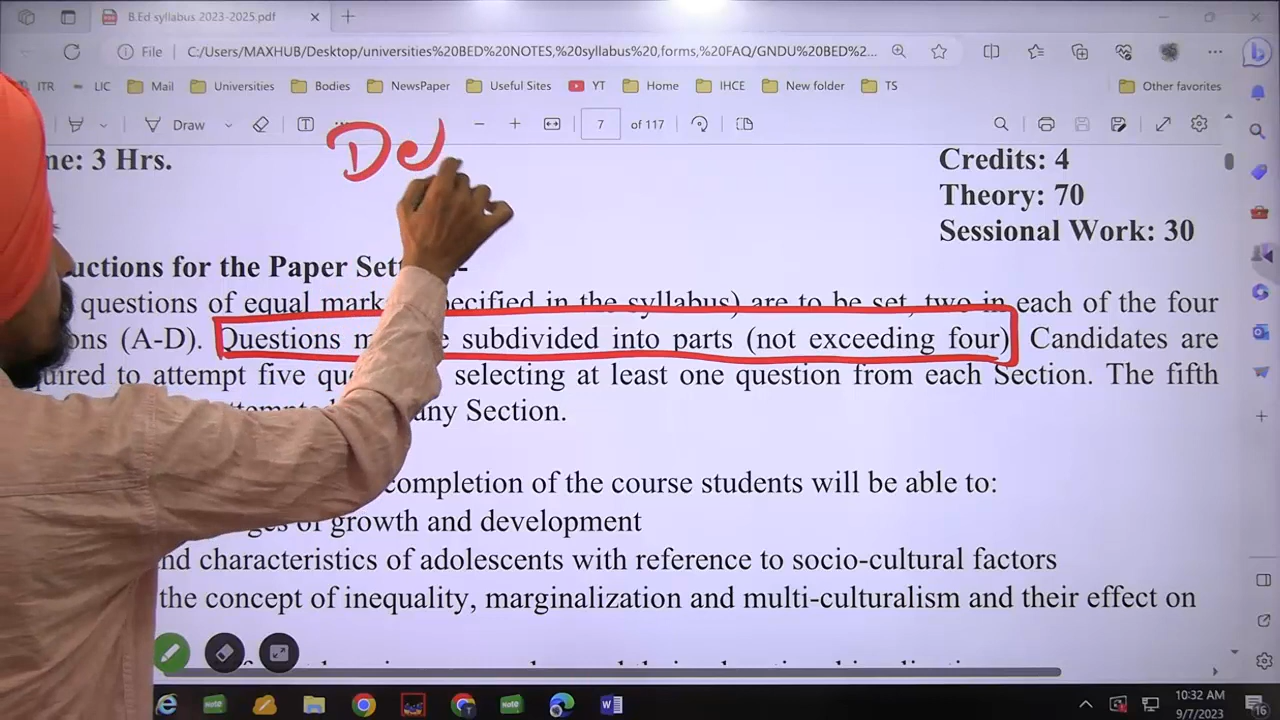 B.Ed syllabus 2023-2025.pdf
File C:/Users/MAXHUB/Desktop/universities%20BED%20NOTES,%20syllabus%20,forms,%20FAQ/GNDU%20BED%2...
ITR LIC Mail Universities Bodies NewsPaper Useful Sites YT Home IHCE New folder TS Other favorites
Draw 7 of 117
me: 3 Hrs. Credits: 4
Theory: 70
Sessional Work: 30
De
uctions for the Paper Sett
questions of equal mark specified in the syllabus) are to be set, two in each of the four
ons (A-D). Questions m e subdivided into parts (not exceeding four) Candidates are
uired to attempt five que selecting at least one question from each Section. The fifth
any Section.
completion of the course students will be able to:
ges of growth and development
nd characteristics of adolescents with reference to socio-cultural factors
the concept of inequality, marginalization and multi-culturalism and their effect on
note note T W 10:32 AM
9/7/2023 16